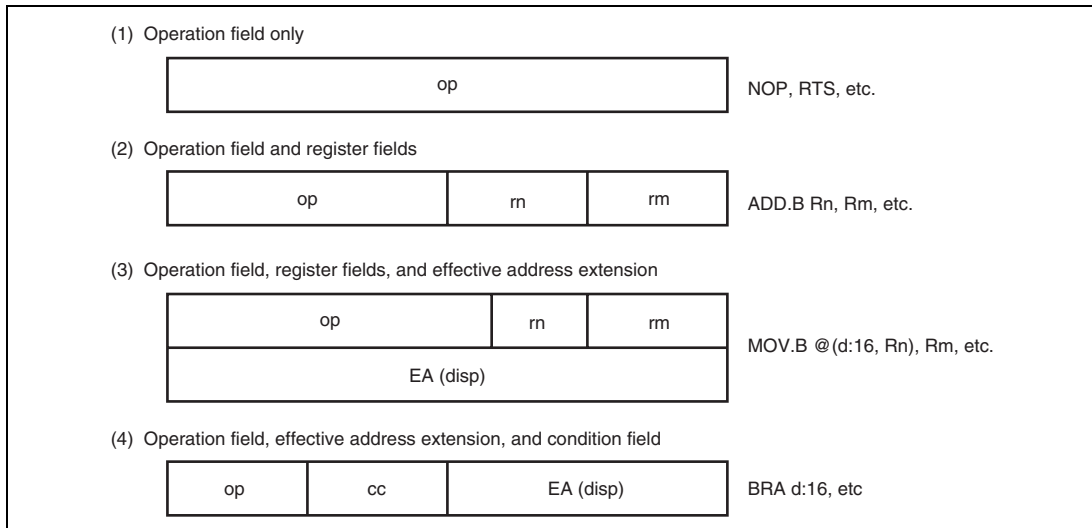 (1) Operation field only
op
NOP, RTS, etc.
(2) Operation field and register fields
op rn rm
ADD.B Rn, Rm, etc.
(3) Operation field, register fields, and effective address extension
op rn rm
EA (disp)
MOV.B @(d:16, Rn), Rm, etc.
(4) Operation field, effective address extension, and condition field
op cc EA (disp)
BRA d:16, etc